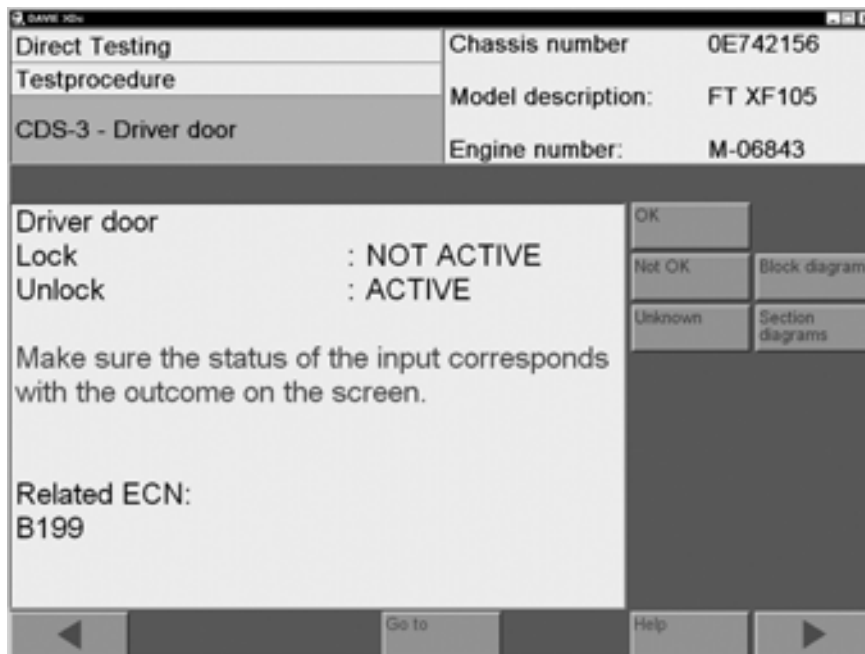 DAVIE XDc
Direct Testing
Testprocedure
CDS-3 - Driver door
Chassis number 0E742156
Model description: FT XF105
Engine number: M-06843
Driver door
Lock : NOT ACTIVE
Unlock : ACTIVE
Make sure the status of the input corresponds
with the outcome on the screen.
Related ECN:
B199
OK
Not OK
Block diagram
Unknown
Section
diagrams
Go to
Help